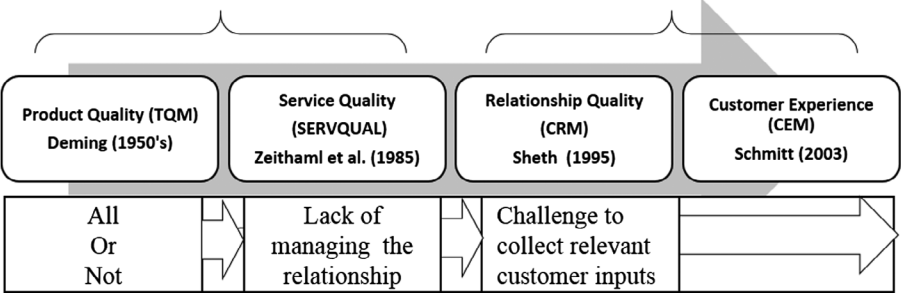 Product Quality (TQM)
Deming (1950's)
Service Quality
(SERVQUAL)
Zeithaml et al. (1985)
Relationship Quality
(CRM)
Sheth (1995)
Customer Experience
(CEM)
Schmitt (2003)
All
Or
Not
Lack of
managing the
relationship
Challenge to
collect relevant
customer inputs